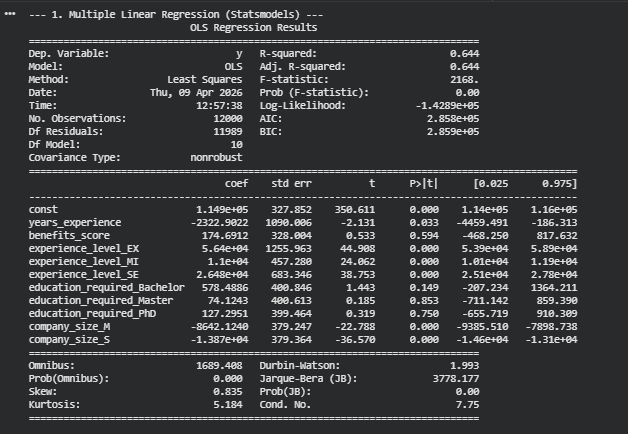 --- 1. Multiple Linear Regression (Statsmodels) ---
                            OLS Regression Results
==============================================================================
Dep. Variable:                      y   R-squared:                       0.644
Model:                            OLS   Adj. R-squared:                  0.644
Method:                 Least Squares   F-statistic:                     2168.
Date:                Thu, 09 Apr 2026   Prob (F-statistic):               0.00
Time:                        12:57:38   Log-Likelihood:            -1.4289e+05
No. Observations:               12000   AIC:                         2.858e+05
Df Residuals:                   11989   BIC:                         2.859e+05
Df Model:                          10
Covariance Type:            nonrobust
==============================================================================
                                  coef    std err          t      P>|t|      [0.025      0.975]
----------------------------------------------------------------------------------------------
const                        1.149e+05    327.852    350.611      0.000    1.14e+05    1.16e+05
years_experience            -2322.9022   1090.006     -2.131      0.033   -4459.491    -186.313
benefits_score                174.6912    328.004      0.533      0.594    -468.250     817.632
experience_level_EX           5.64e+04   1255.963     44.908      0.000    5.39e+04    5.89e+04
experience_level_MI            1.1e+04    457.280     24.062      0.000    1.01e+04    1.19e+04
experience_level_SE          2.648e+04    683.346     38.753      0.000    2.51e+04    2.78e+04
education_required_Bachelor   578.4886    400.846      1.443      0.149    -207.234    1364.211
education_required_Master      74.1243    400.613      0.185      0.853    -711.142     859.390
education_required_PhD        127.2951    399.464      0.319      0.750    -655.719     910.309
company_size_M              -8642.1240    379.247    -22.788      0.000   -9385.510   -7898.738
company_size_S              -1.387e+04    379.364    -36.570      0.000   -1.46e+04   -1.31e+04
==============================================================================
Omnibus:                     1689.408   Durbin-Watson:                   1.993
Prob(Omnibus):                  0.000   Jarque-Bera (JB):             3778.177
Skew:                           0.835   Prob(JB):                         0.00
Kurtosis:                       5.184   Cond. No.                         7.75
==============================================================================